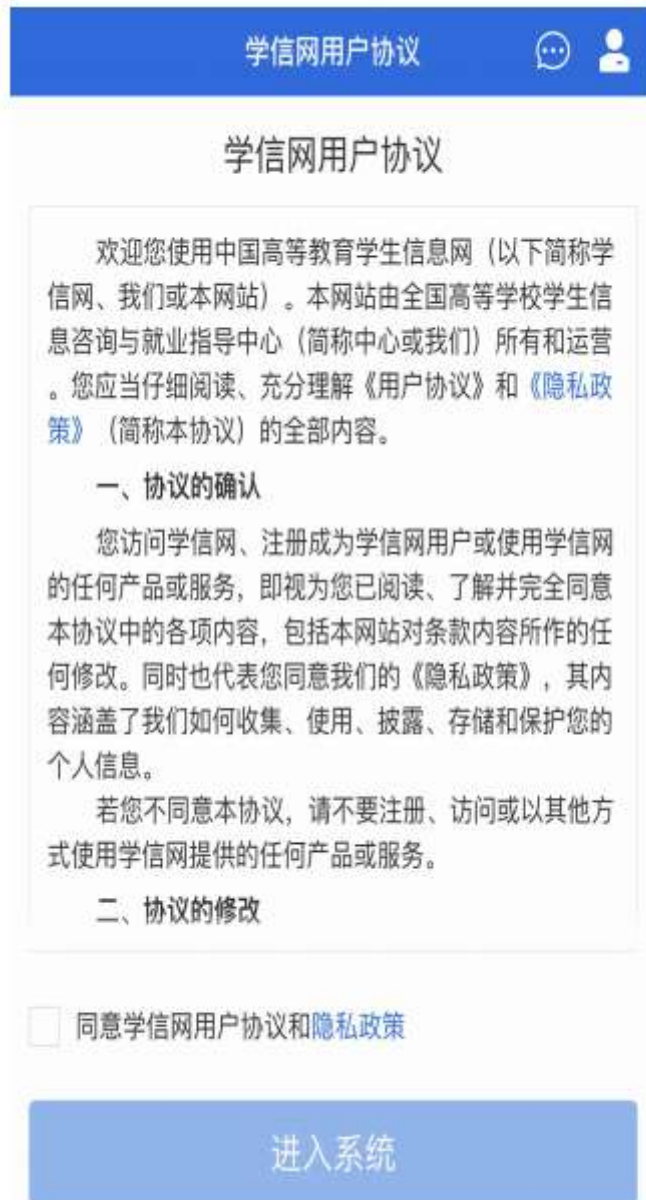 学信网用户协议
学信网用户协议
欢迎您使用中国高等教育学生信息网（以下简称学
信网、我们或本网站）。本网站由全国高等学校学生信
息咨询与就业指导中心（简称中心或我们）所有和运营
。您应当仔细阅读、充分理解《用户协议》和《隐私政
策》（简称本协议）的全部内容。
一、协议的确认
您访问学信网、注册成为学信网用户或使用学信网
的任何产品或服务，即视为您已阅读、了解并完全同意
本协议中的各项内容，包括本网站对条款内容所作的任
何修改。同时也代表您同意我们的《隐私政策》，其内
容涵盖了我们如何收集、使用、披露、存储和保护您的
个人信息。
若您不同意本协议，请不要注册、访问或以其他方
式使用学信网提供的任何产品或服务。
二、协议的修改
同意学信网用户协议和隐私政策
进入系统